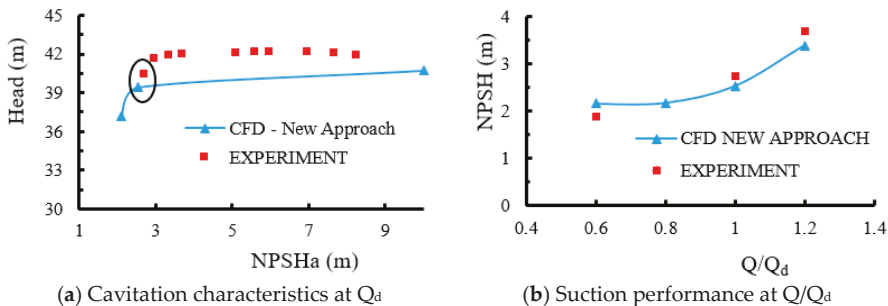 45
42
39
36
33
30
Head (m)
CFD - New Approach
EXPERIMENT
1 3 5 7 9
NPSHa (m)
(a) Cavitation characteristics at Qd
4
3
2
1
0
NPSH (m)
CFD NEW APPROACH
EXPERIMENT
0.4 0.6 0.8 1 1.2 1.4
Q/Qd
(b) Suction performance at Q/Qd